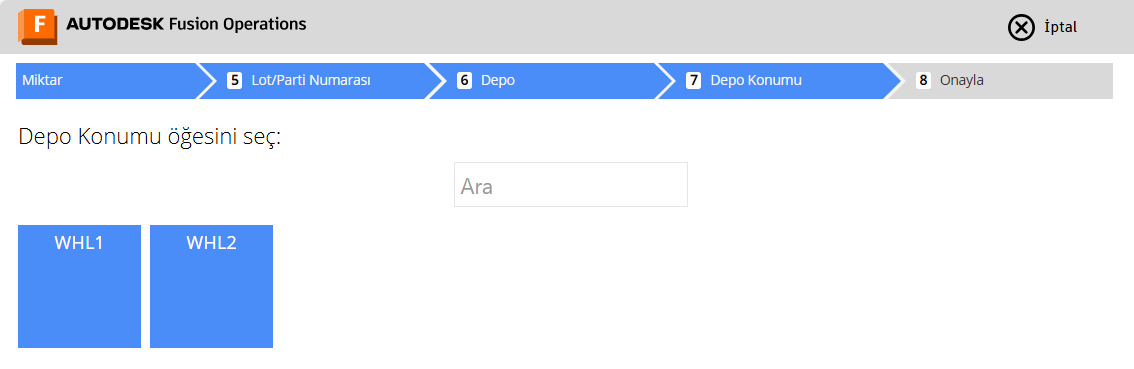 F AUTODESK Fusion Operations İptal
Miktar 5 Lot/Parti Numarası 6 Depo 7 Depo Konumu 8 Onayla
Depo Konumu öğesini seç:
Ara
WHL1 WHL2